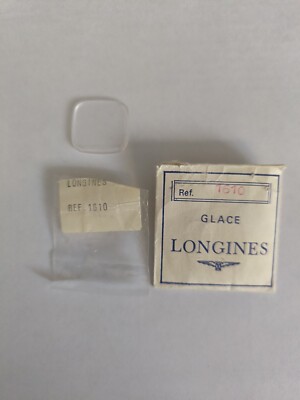 LONGINES
REF 1510
Ref. 1510
GLACE
LONGINES